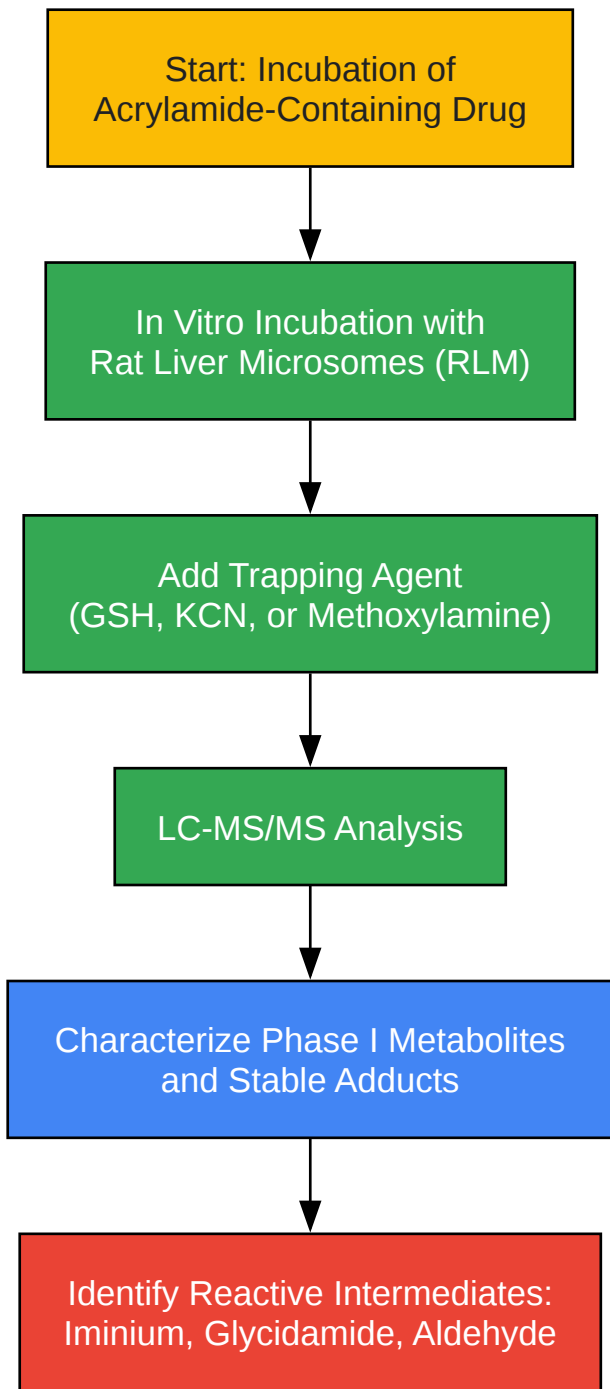 Start: Incubation of
Acrylamide-Containing Drug
In Vitro Incubation with
Rat Liver Microsomes (RLM)
Add Trapping Agent
(GSH, KCN, or Methoxylamine)
LC-MS/MS Analysis
Characterize Phase I Metabolites
and Stable Adducts
Identify Reactive Intermediates:
Iminium, Glycidamide, Aldehyde